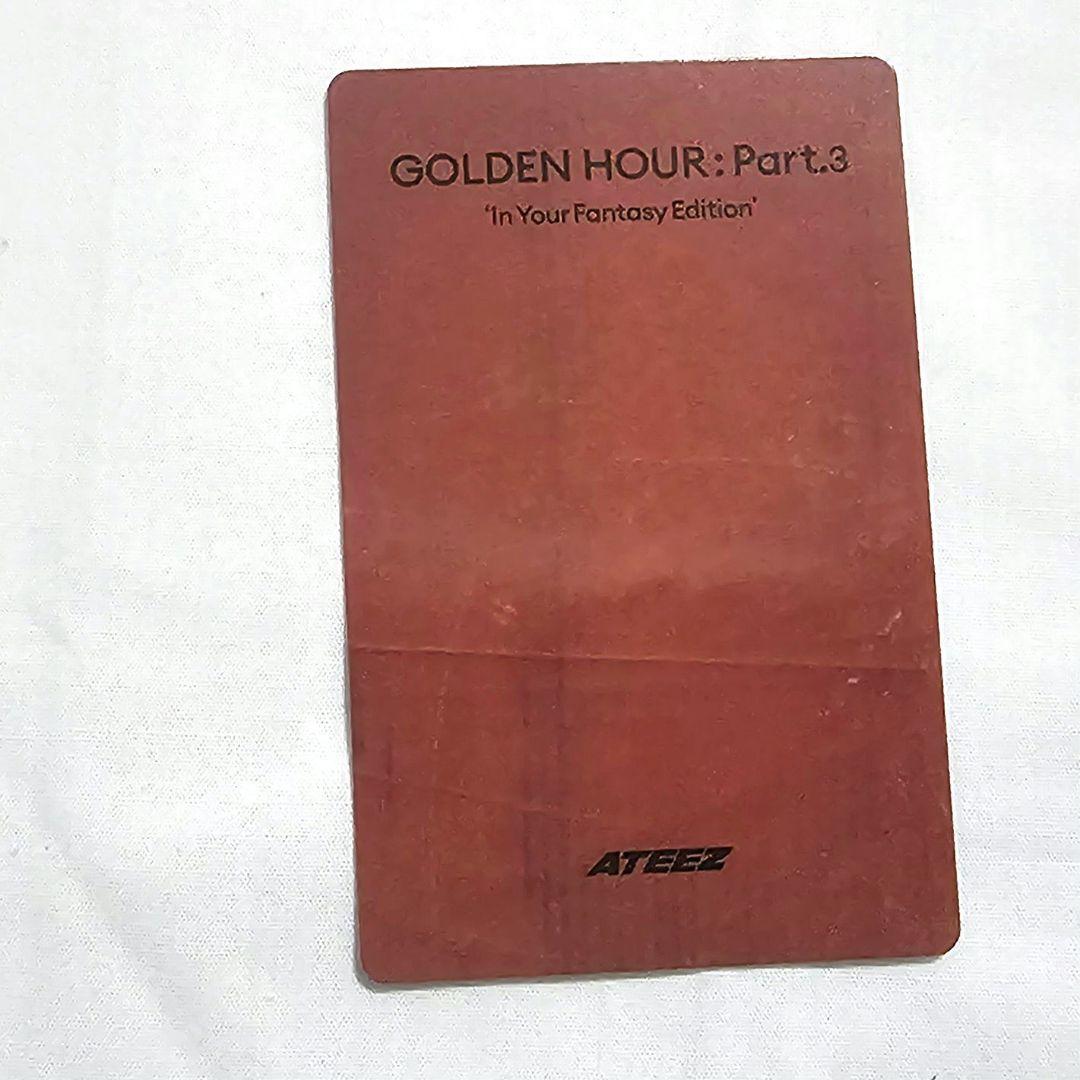 GOLDEN HOUR : Part.3
'In Your Fantasy Edition'
ATEEZ